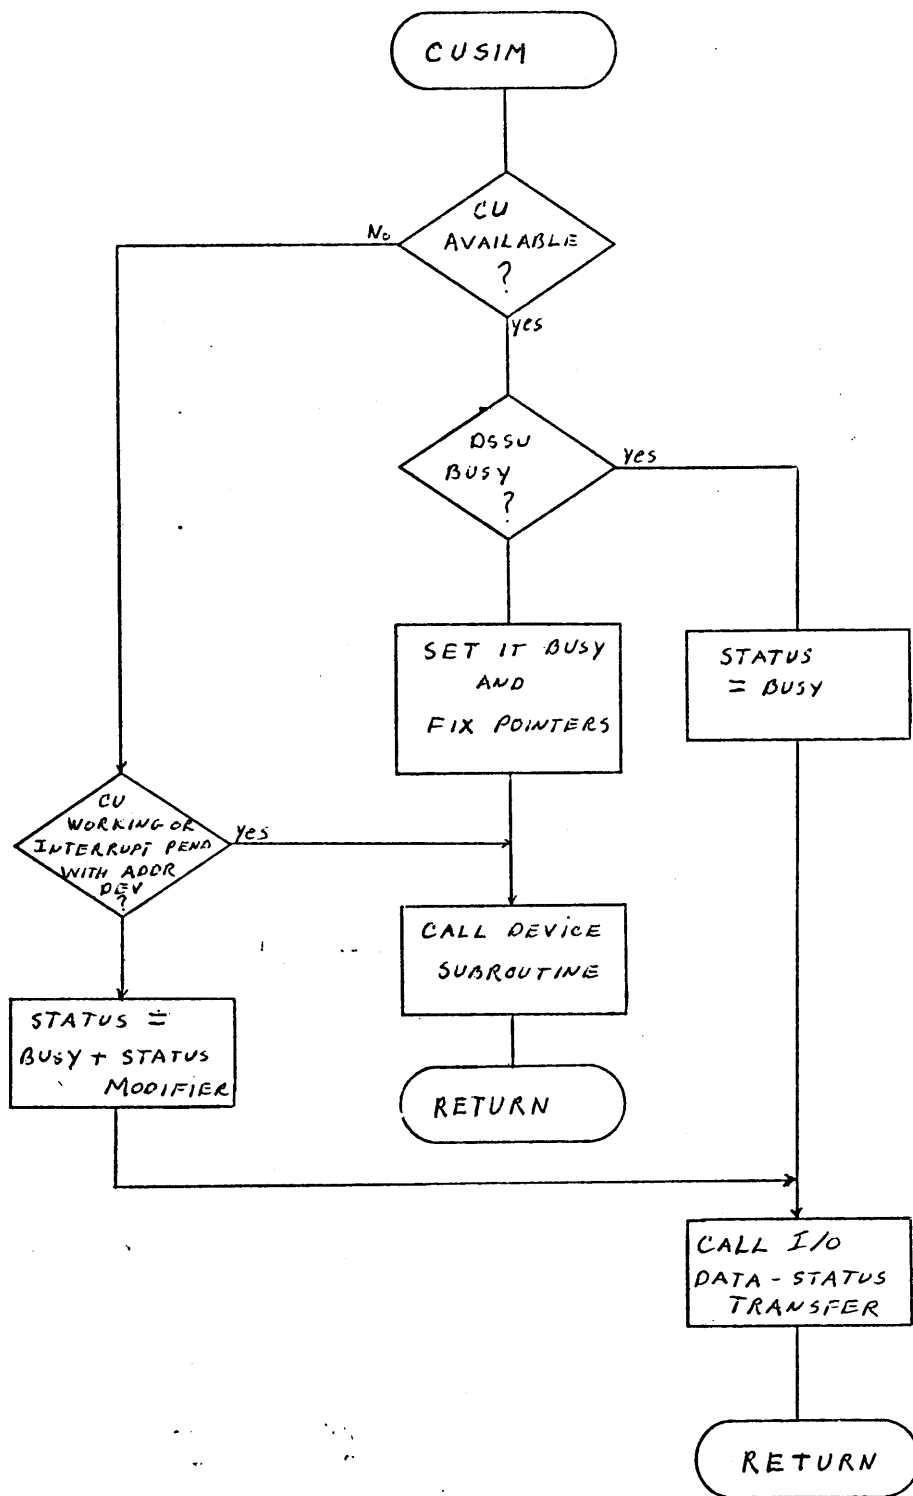 CUSIM
CU
AVAILABLE
?
No
yes
DSSU
BUSY
?
yes
SET IT BUSY
AND
FIX POINTERS
STATUS
= BUSY
CU
WORKING OR
INTERRUPT PEND
WITH ADDR
DEV
?
yes
CALL DEVICE
SUBROUTINE
STATUS =
BUSY + STATUS
MODIFIER
RETURN
CALL I/O
DATA - STATUS
TRANSFER
RETURN